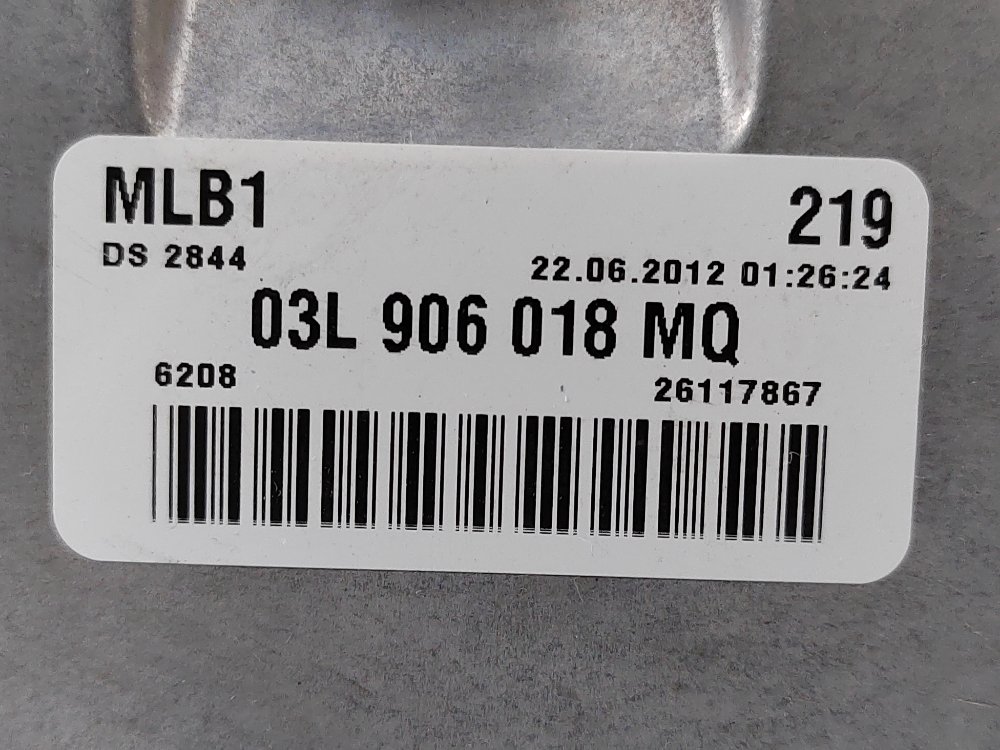 MLB1 219
DS 2844 22.06.2012 01:26:24
03L 906 018 MQ
6208 26117867